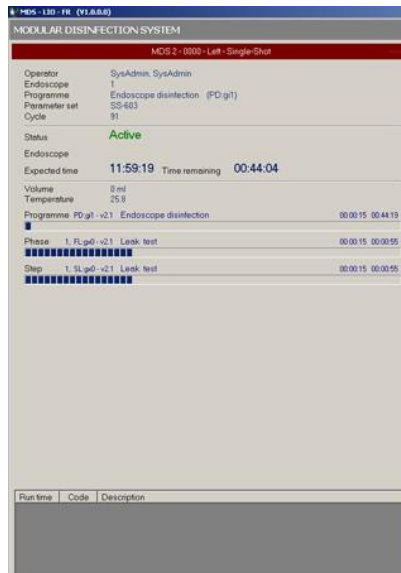 MDS - LID - FR (V1.0.0.0)
MODULAR DISINFECTION SYSTEM
MDS 2 - 0000 - Left - Single-Shot
Operator SysAdmin, SysAdmin
Endoscope 1
Programme Endoscope disinfection (PD:gi1)
Parameter set SS-603
Cycle 91
Status Active
Endoscope
Expected time 11:59:19 Time remaining 00:44:04
Volume 0 ml
Temperature 25.8
Programme PD:gi1 - v2.1 Endoscope disinfection 00:00:15 00:44:19
Phase 1, FL:gx0 - v2.1 Leak test 00:00:15 00:00:55
Step 1, SL:gx0 - v2.1 Leak test 00:00:15 00:00:55
Run time Code Description